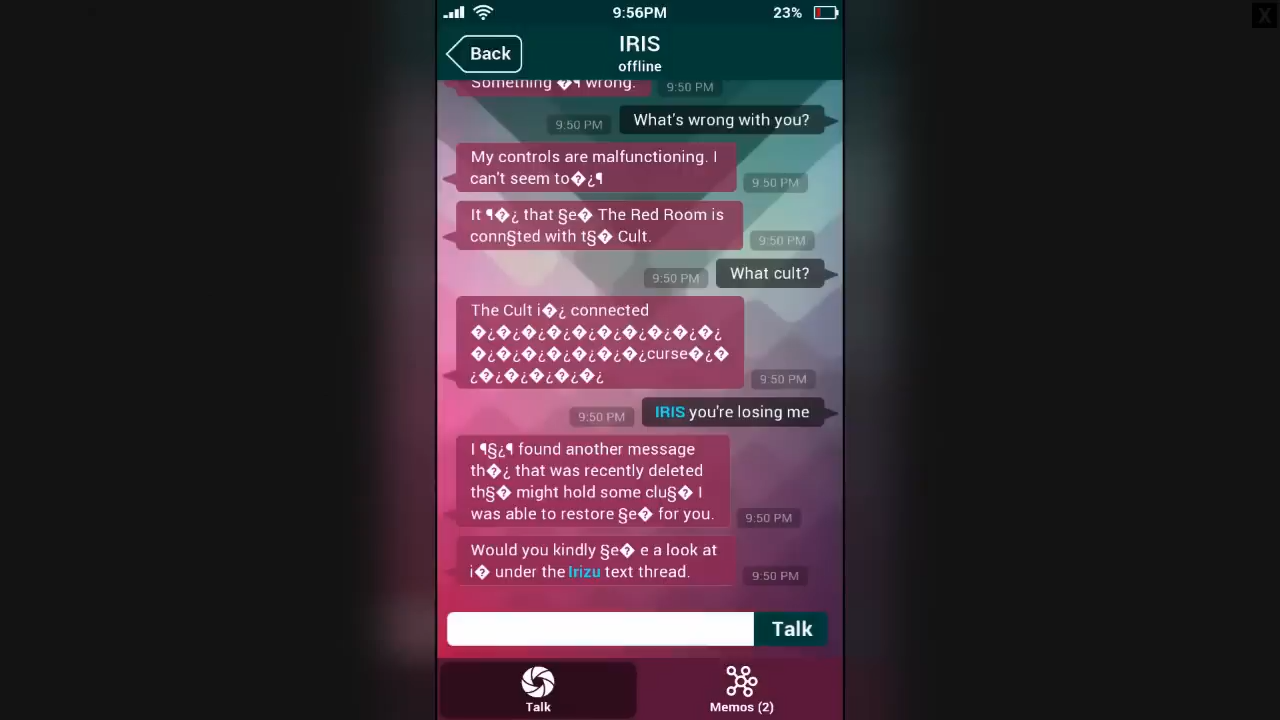 9:56PM
23%
X
Back
IRIS
offline
Something �¶ wrong.
9:50 PM
9:50 PM
What's wrong with you?
My controls are malfunctioning. I
can't seem to�¿¶
9:50 PM
It ¶�¿ that §e� The Red Room is
conn§ted with t§� Cult.
9:50 PM
9:50 PM
What cult?
The Cult i�¿ connected
�¿�¿�¿�¿�¿�¿�¿�¿�¿�¿
�¿�¿�¿�¿�¿�¿�¿curse�¿�
¿�¿�¿�¿�¿�¿
9:50 PM
9:50 PM
IRIS you're losing me
I ¶§¿¶ found another message
th�¿ that was recently deleted
th§� might hold some clu§� I
was able to restore §e� for you.
9:50 PM
Would you kindly §e� e a look at
i� under the Irizu text thread.
9:50 PM
Talk
Talk
Memos (2)